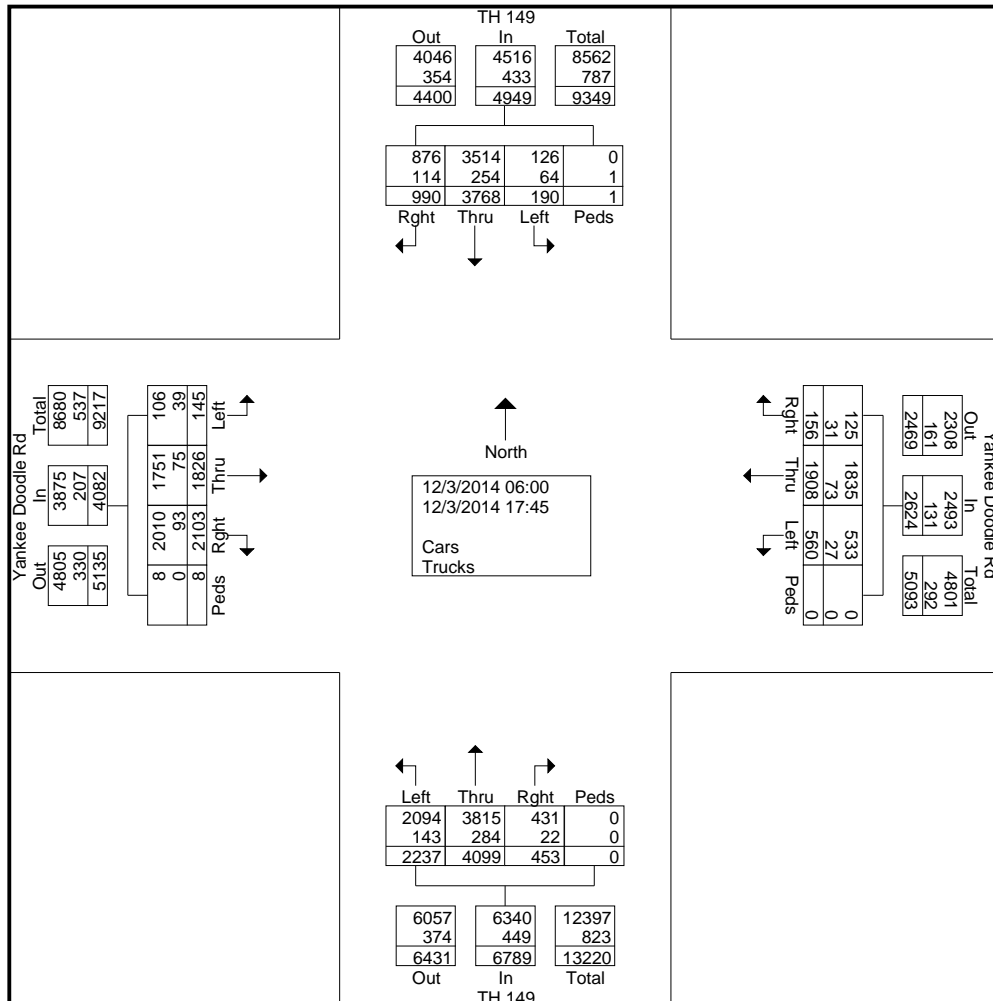 TH 149
Out In Total
4046 4516 8562
354 433 787
4400 4949 9349
876 3514 126 0
114 254 64 1
990 3768 190 1
Rght Thru Left Peds
Yankee Doodle Rd
Total In Out
8680 3875 4805
537 207 330
9217 4082 5135
106 1751 2010 8
39 75 93 0
145 1826 2103 8
Left Thru Rght Peds
North
12/3/2014 06:00
12/3/2014 17:45
Cars
Trucks
Rght Thru Left Peds
125 1835 533 0
31 73 27 0
156 1908 560 0
Yankee Doodle Rd
Out In Total
2308 2493 4801
161 131 292
2469 2624 5093
Left Thru Rght Peds
2094 3815 431 0
143 284 22 0
2237 4099 453 0
6057 6340 12397
374 449 823
6431 6789 13220
Out In Total
TH 149